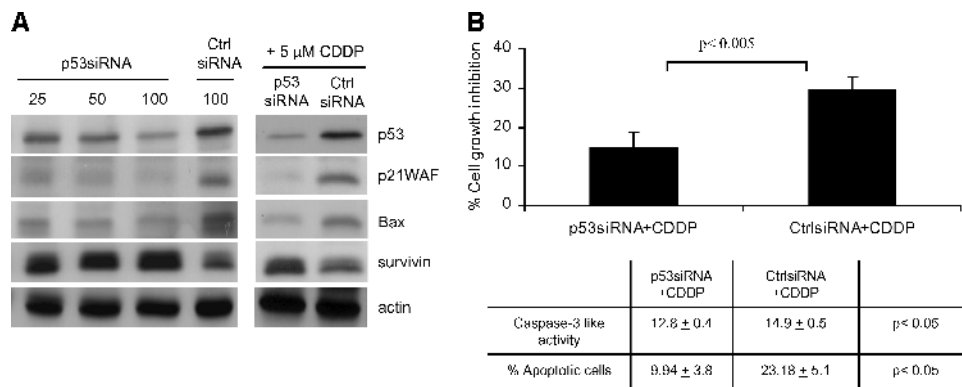 A
p53siRNA
Ctrl
siRNA
25 50 100 100
+ 5 µM CDDP
p53
siRNA
Ctrl
siRNA
p53
p21WAF
Bax
survivin
actin
B
p< 0.005
% Cell growth inhibition
40
30
20
10
0
p53siRNA+CDDP CtrlsiRNA+CDDP
p53siRNA
+CDDP
CtrlsiRNA
+CDDP
Caspase-3 like
activity
12.8 ± 0.4 14.9 ± 0.5 p< 0.05
% Apoptotic cells 9.94 ± 3.8 23.18 ± 5.1 p< 0.05